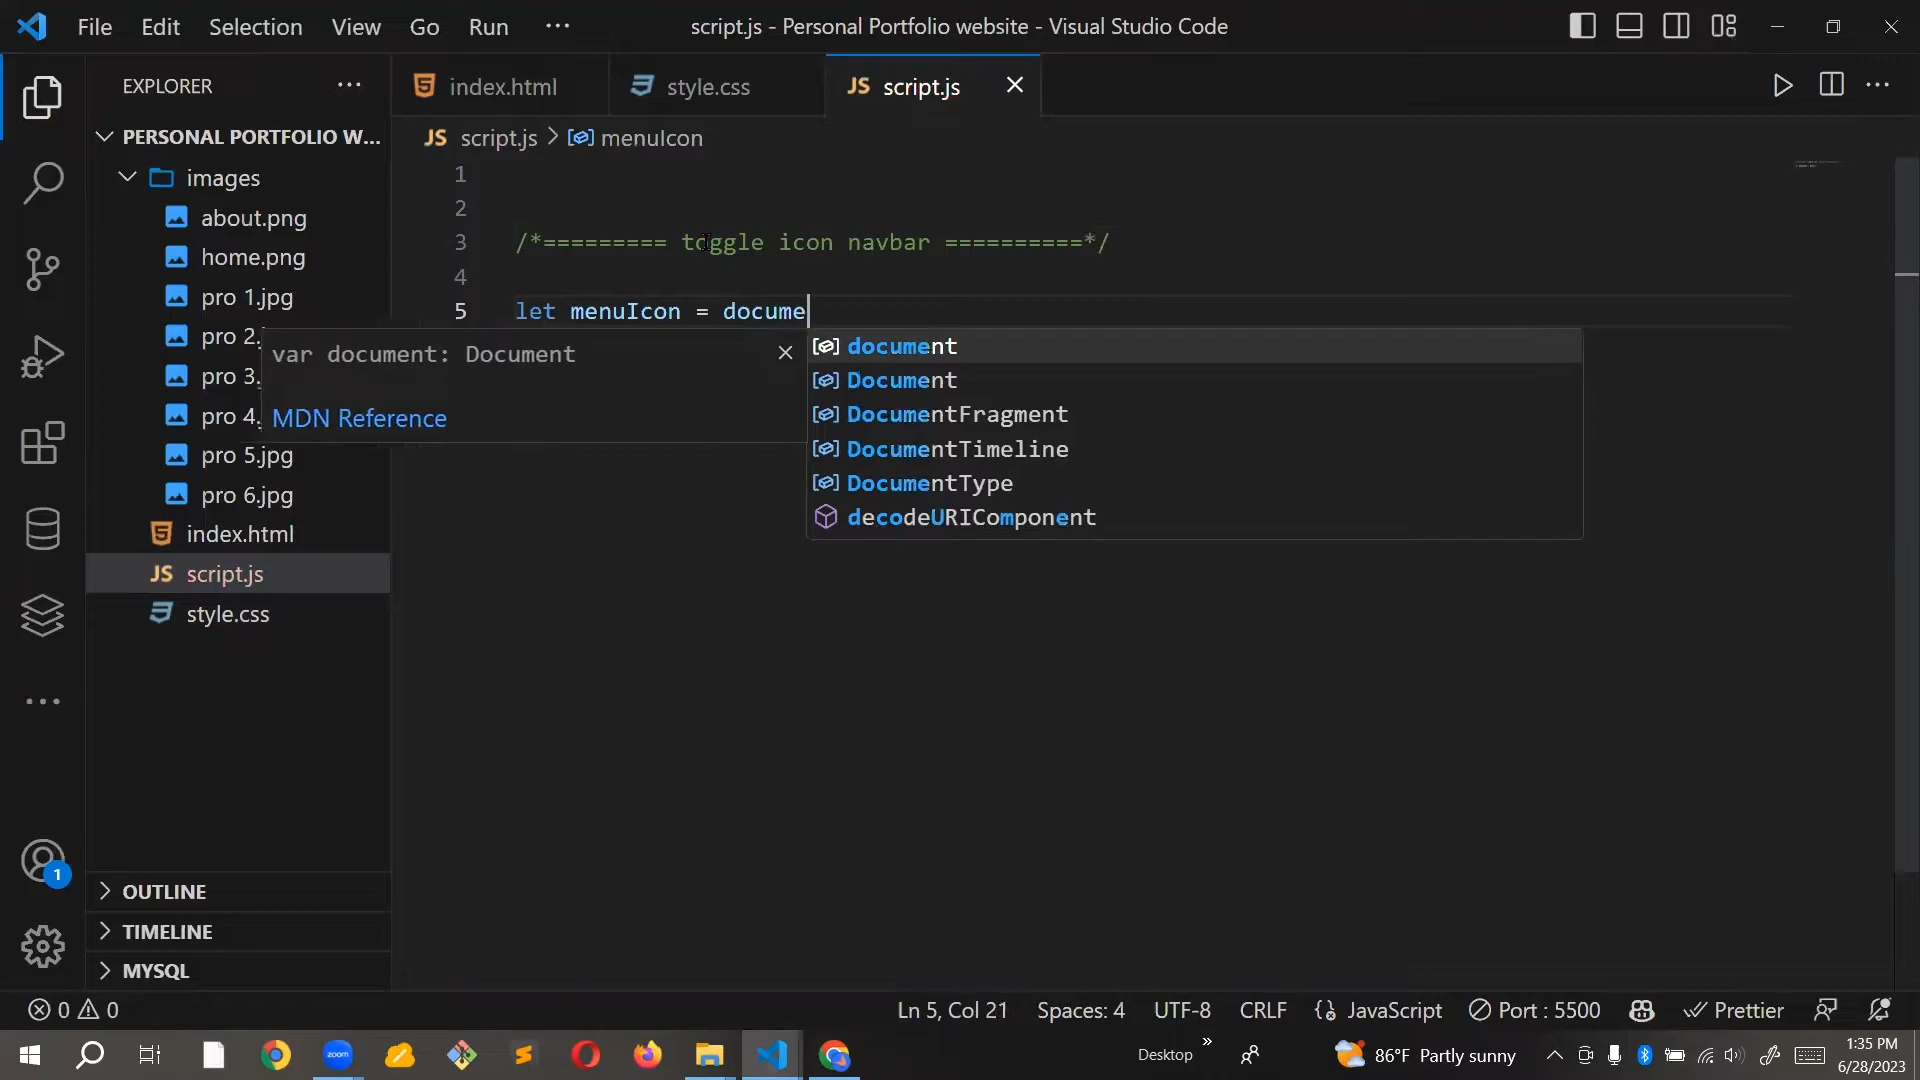 File Edit Selection View Go Run ··· script.js - Personal Portfolio website - Visual Studio Code
EXPLORER ···
index.html
style.css
JS script.js
PERSONAL PORTFOLIO W...
JS script.js > menuIcon
images
about.png
home.png
pro 1.jpg
pro 2.
pro 3.
pro 4.
pro 5.jpg
pro 6.jpg
index.html
JS script.js
style.css
OUTLINE
TIMELINE
MYSQL
1
1
2
3 /*========= toggle icon navbar ==========*/
4
5 let menuIcon = docume
var document: Document
MDN Reference
document
Document
DocumentFragment
DocumentTimeline
DocumentType
decodeURIComponent
0 0 Ln 5, Col 21 Spaces: 4 UTF-8 CRLF {} JavaScript Port : 5500 Prettier
zoom
Desktop » 86°F Partly sunny
1:35 PM
6/28/2023